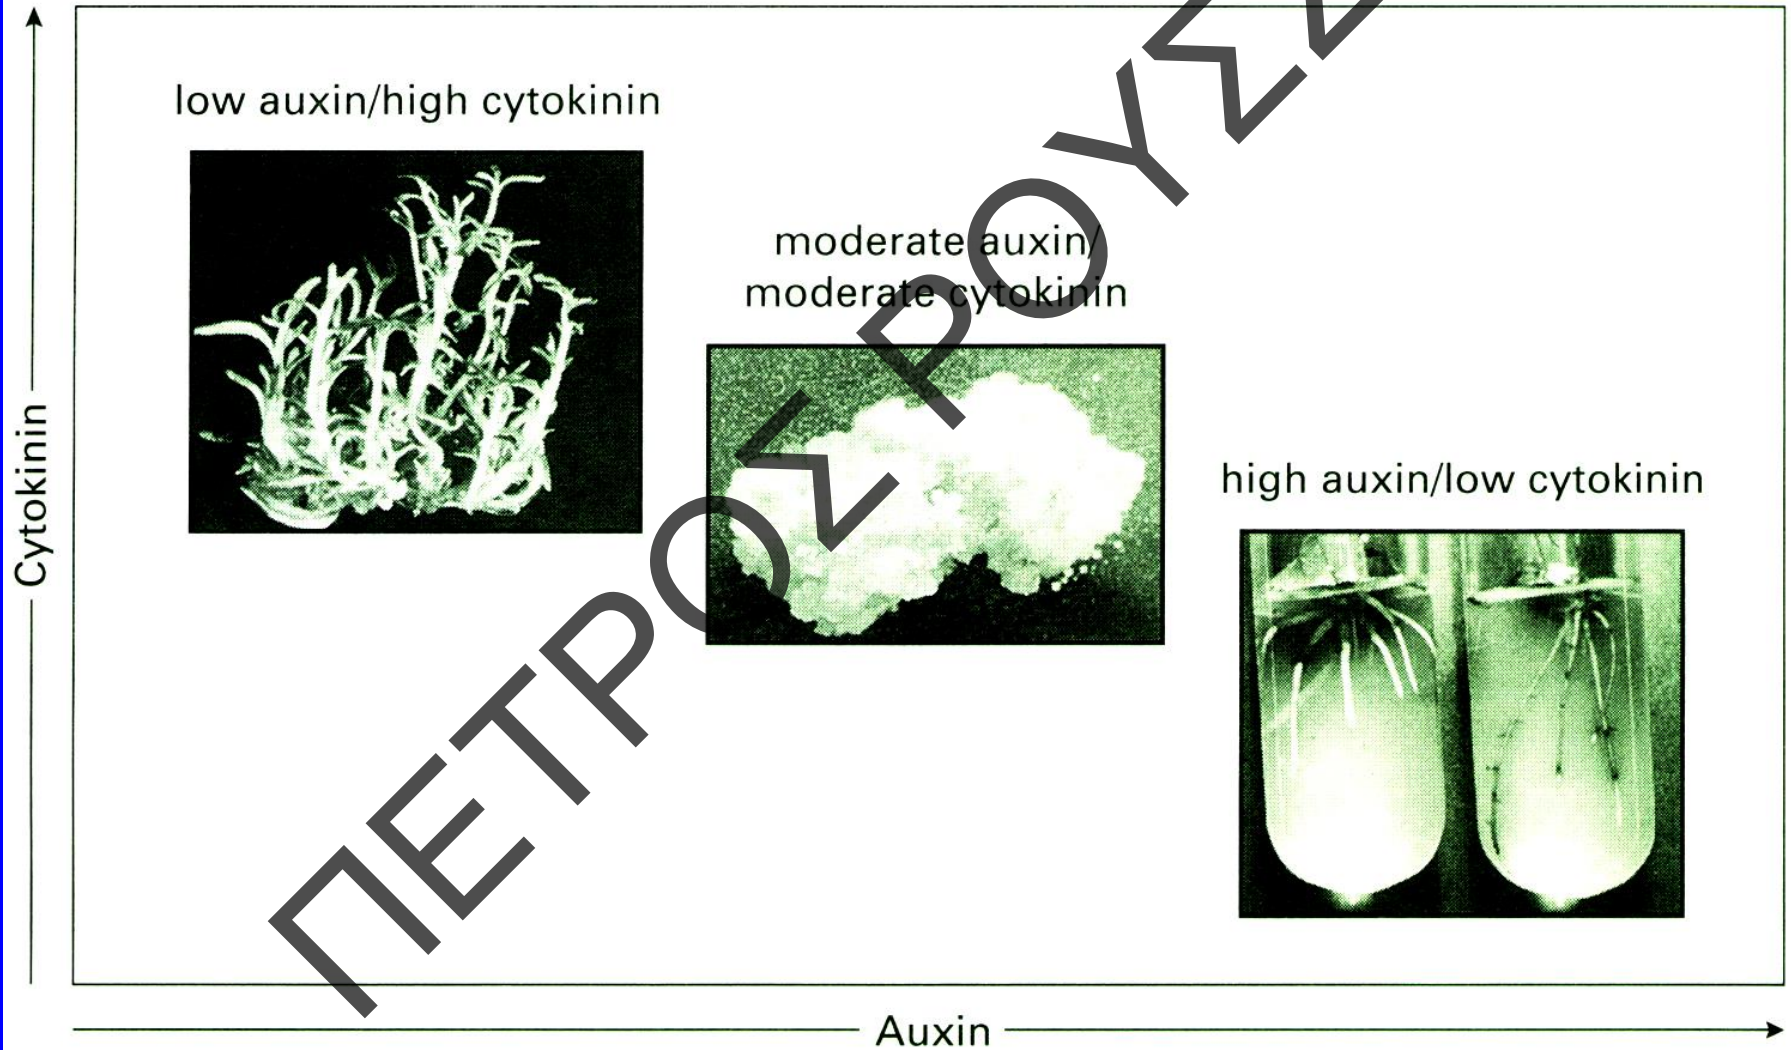 low auxin/high cytokinin
moderate auxin/
moderate cytokinin
high auxin/low cytokinin
Cytokinin
Auxin
ΠΕΤΡΟΣ ΡΟΥΣΣ